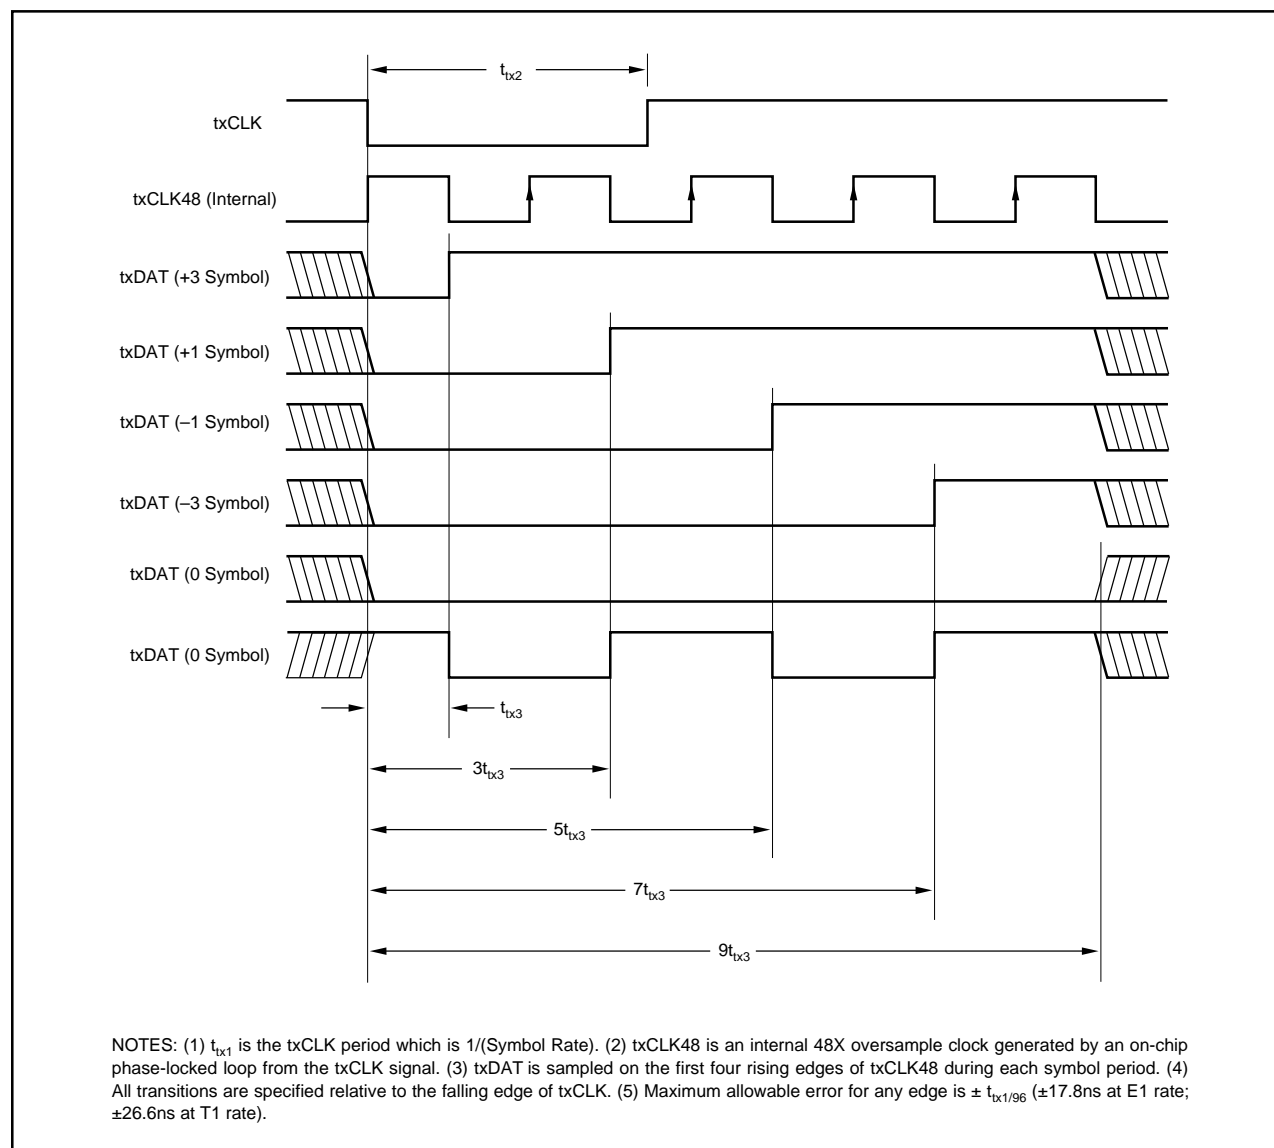 t_tx2
txCLK
txCLK48 (Internal)
txDAT (+3 Symbol)
txDAT (+1 Symbol)
txDAT (–1 Symbol)
txDAT (–3 Symbol)
txDAT (0 Symbol)
txDAT (0 Symbol)
t_tx3
3t_tx3
5t_tx3
7t_tx3
9t_tx3
NOTES: (1) t_tx1 is the txCLK period which is 1/(Symbol Rate). (2) txCLK48 is an internal 48X oversample clock generated by an on-chip
phase-locked loop from the txCLK signal. (3) txDAT is sampled on the first four rising edges of txCLK48 during each symbol period. (4)
All transitions are specified relative to the falling edge of txCLK. (5) Maximum allowable error for any edge is ± t_tx1/96 (±17.8ns at E1 rate;
±26.6ns at T1 rate).